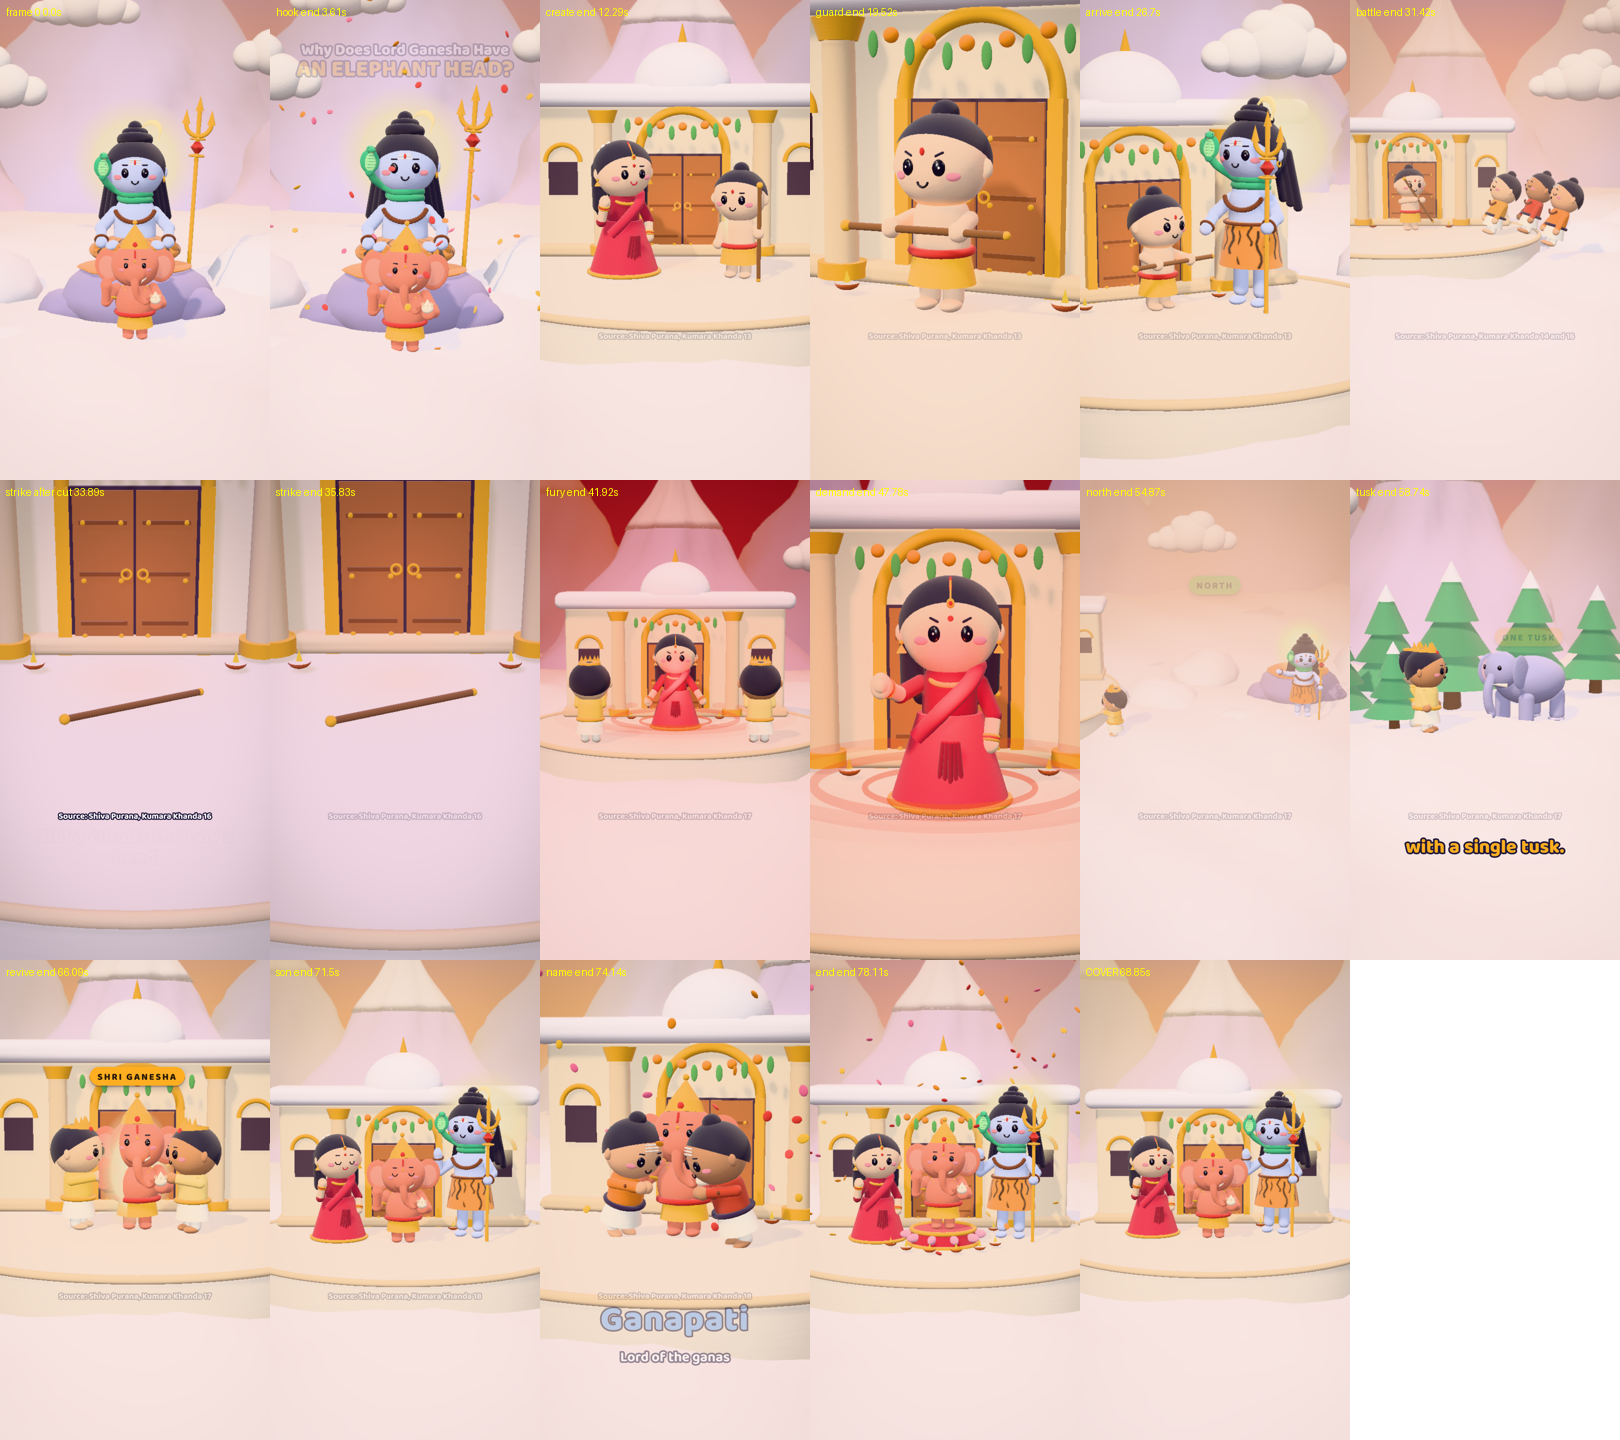 frame 0 0.0s
hook end 3.61s
Why Does Lord Ganesha Have
AN ELEPHANT HEAD?
create end 12.29s
Source: Shiva Purana, Kumara Khanda 13
guard end 19.52s
Source: Shiva Purana, Kumara Khanda 13
arrive end 28.7s
Source: Shiva Purana, Kumara Khanda 13
battle end 31.42s
Source: Shiva Purana, Kumara Khanda 14 and 16
strike after cut 33.89s
Source: Shiva Purana, Kumara Khanda 16
strike end 35.83s
Source: Shiva Purana, Kumara Khanda 16
fury end 41.92s
Source: Shiva Purana, Kumara Khanda 17
Source: Shiva Purana, Kumara Khanda 17
north end 54.87s
NORTH
Source: Shiva Purana, Kumara Khanda 17
tusk end 58.74s
ONE TUSK
Source: Shiva Purana, Kumara Khanda 17
with a single tusk.
revive end 66.08s
SHRI GANESHA
Source: Shiva Purana, Kumara Khanda 17
son end 71.5s
Source: Shiva Purana, Kumara Khanda 18
name end 74.14s
Source: Shiva Purana, Kumara Khanda 18
Ganapati
Lord of the ganas
end end 78.11s
COVER 68.85s